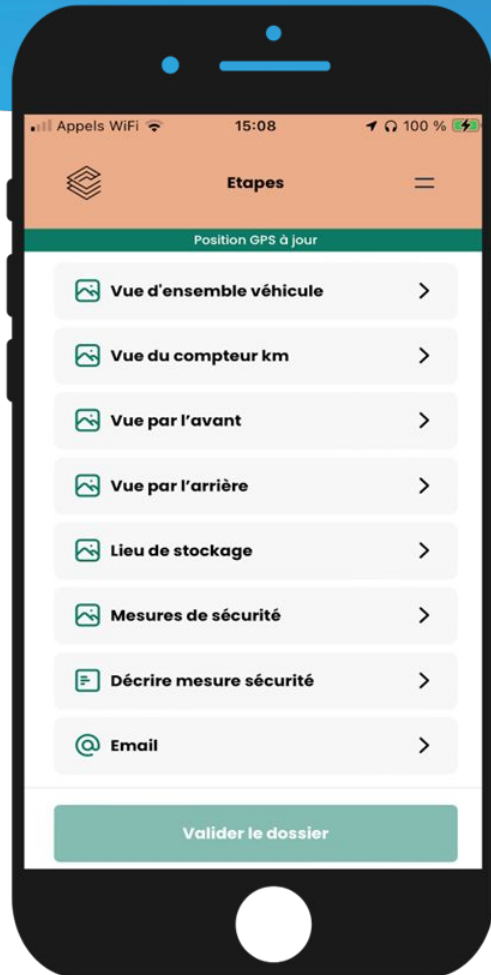 Appels WiFi 15:08 100 %
Etapes
Position GPS à jour
Vue d'ensemble véhicule
Vue du compteur km
Vue par l’avant
Vue par l’arrière
Lieu de stockage
Mesures de sécurité
Décrire mesure sécurité
Email
Valider le dossier